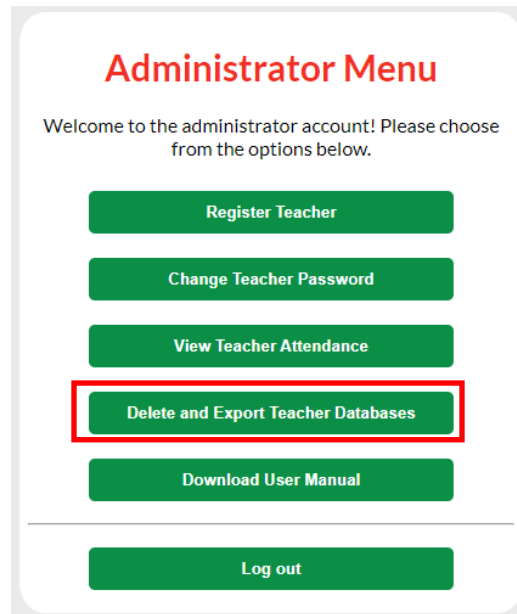 Administrator Menu
Welcome to the administrator account! Please choose
from the options below.
Register Teacher
Change Teacher Password
View Teacher Attendance
Delete and Export Teacher Databases
Download User Manual
Log out